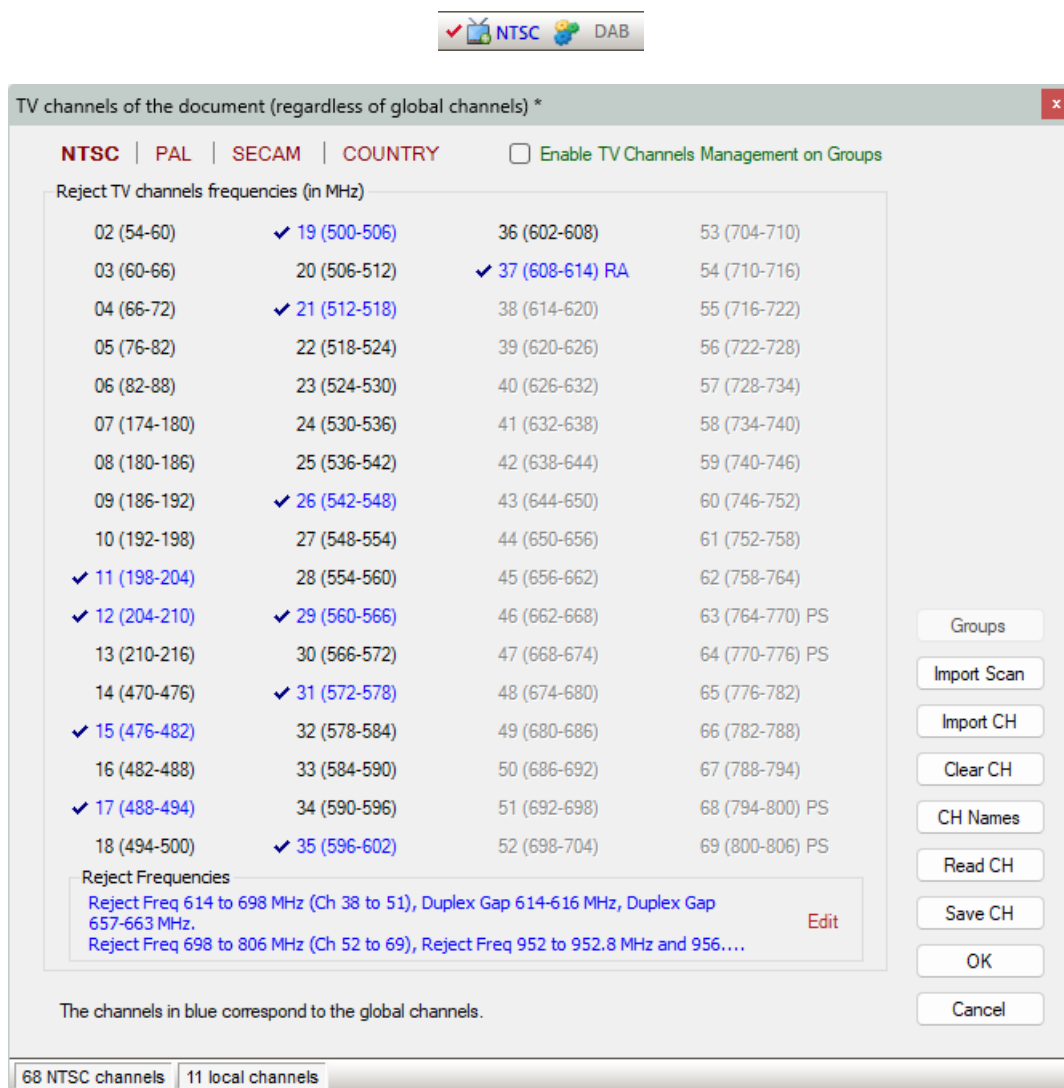 NTSC DAB
TV channels of the document (regardless of global channels) *
x
NTSC | PAL | SECAM | COUNTRY
Enable TV Channels Management on Groups
Reject TV channels frequencies (in MHz)
02 (54-60)
03 (60-66)
04 (66-72)
05 (76-82)
06 (82-88)
07 (174-180)
08 (180-186)
09 (186-192)
10 (192-198)
11 (198-204)
12 (204-210)
13 (210-216)
14 (470-476)
15 (476-482)
16 (482-488)
17 (488-494)
18 (494-500)
19 (500-506)
20 (506-512)
21 (512-518)
22 (518-524)
23 (524-530)
24 (530-536)
25 (536-542)
26 (542-548)
27 (548-554)
28 (554-560)
29 (560-566)
30 (566-572)
31 (572-578)
32 (578-584)
33 (584-590)
34 (590-596)
35 (596-602)
36 (602-608)
37 (608-614) RA
38 (614-620)
39 (620-626)
40 (626-632)
41 (632-638)
42 (638-644)
43 (644-650)
44 (650-656)
45 (656-662)
46 (662-668)
47 (668-674)
48 (674-680)
49 (680-686)
50 (686-692)
51 (692-698)
52 (698-704)
53 (704-710)
54 (710-716)
55 (716-722)
56 (722-728)
57 (728-734)
58 (734-740)
59 (740-746)
60 (746-752)
61 (752-758)
62 (758-764)
63 (764-770) PS
64 (770-776) PS
65 (776-782)
66 (782-788)
67 (788-794)
68 (794-800) PS
69 (800-806) PS
Reject Frequencies
Reject Freq 614 to 698 MHz (Ch 38 to 51), Duplex Gap 614-616 MHz, Duplex Gap
657-663 MHz.
Reject Freq 698 to 806 MHz (Ch 52 to 69), Reject Freq 952 to 952.8 MHz and 956....
Edit
Groups
Import Scan
Import CH
Clear CH
CH Names
Read CH
Save CH
OK
Cancel
The channels in blue correspond to the global channels.
68 NTSC channels
11 local channels